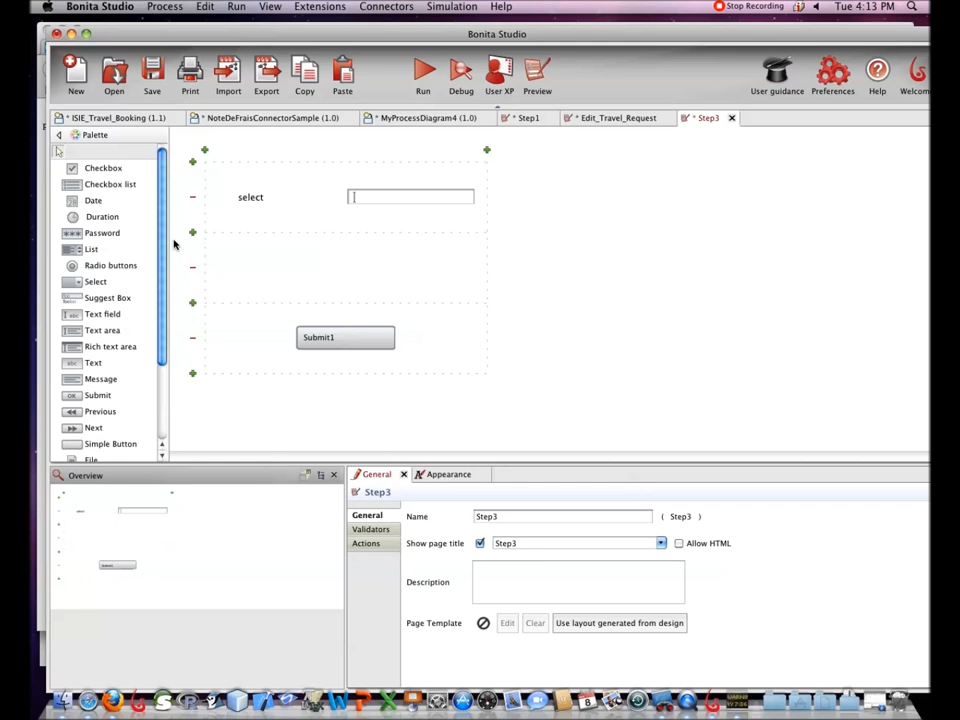 Bonita Studio Process Edit Run View Extensions Connectors Simulation Help Stop Recording Tue 4:13 PM
Bonita Studio
New Open Save Print Import Export Copy Paste Run Debug User XP Preview User guidance Preferences Help Welcom
* ISIE_Travel_Booking (1.1) * NoteDeFraisConnectorSample (1.0) * MyProcessDiagram4 (1.0) * Step1 * Edit_Travel_Request * Step3
Palette
Checkbox
Checkbox list
Date
Duration
Password
List
Radio buttons
Select
Suggest Box
Text field
Text area
Rich text area
Text
Message
Submit
Previous
Next
Simple Button
File
select
Submit1
Overview
General Appearance
Step3
General
Validators
Actions
Name Step3 ( Step3 )
Show page title Step3 Allow HTML
Description
Page Template Edit Clear Use layout generated from design